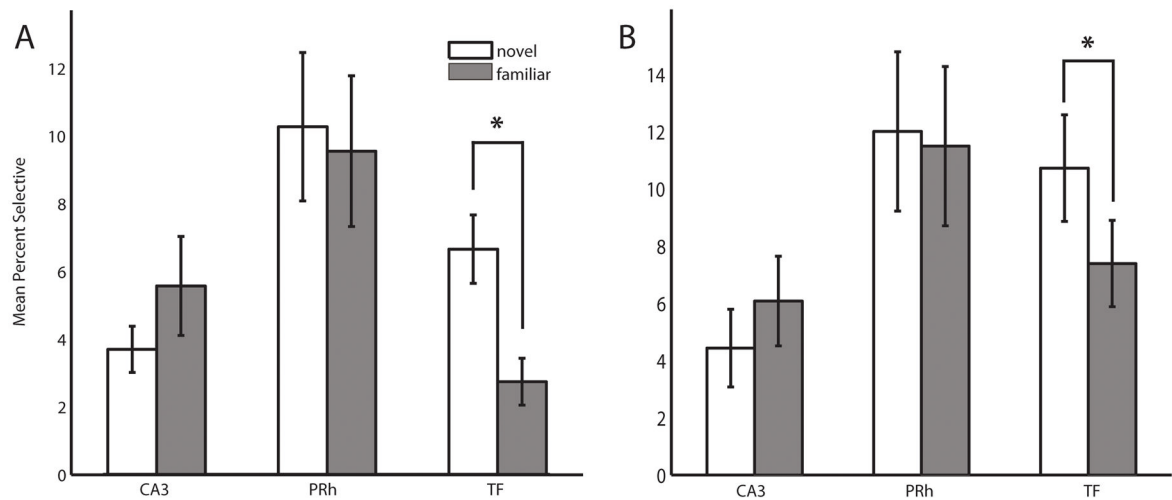 A
novel
familiar
*
Mean Percent Selective
12
10
8
6
4
2
0
CA3
PRh
TF
B
*
14
12
10
8
6
4
2
0
CA3
PRh
TF